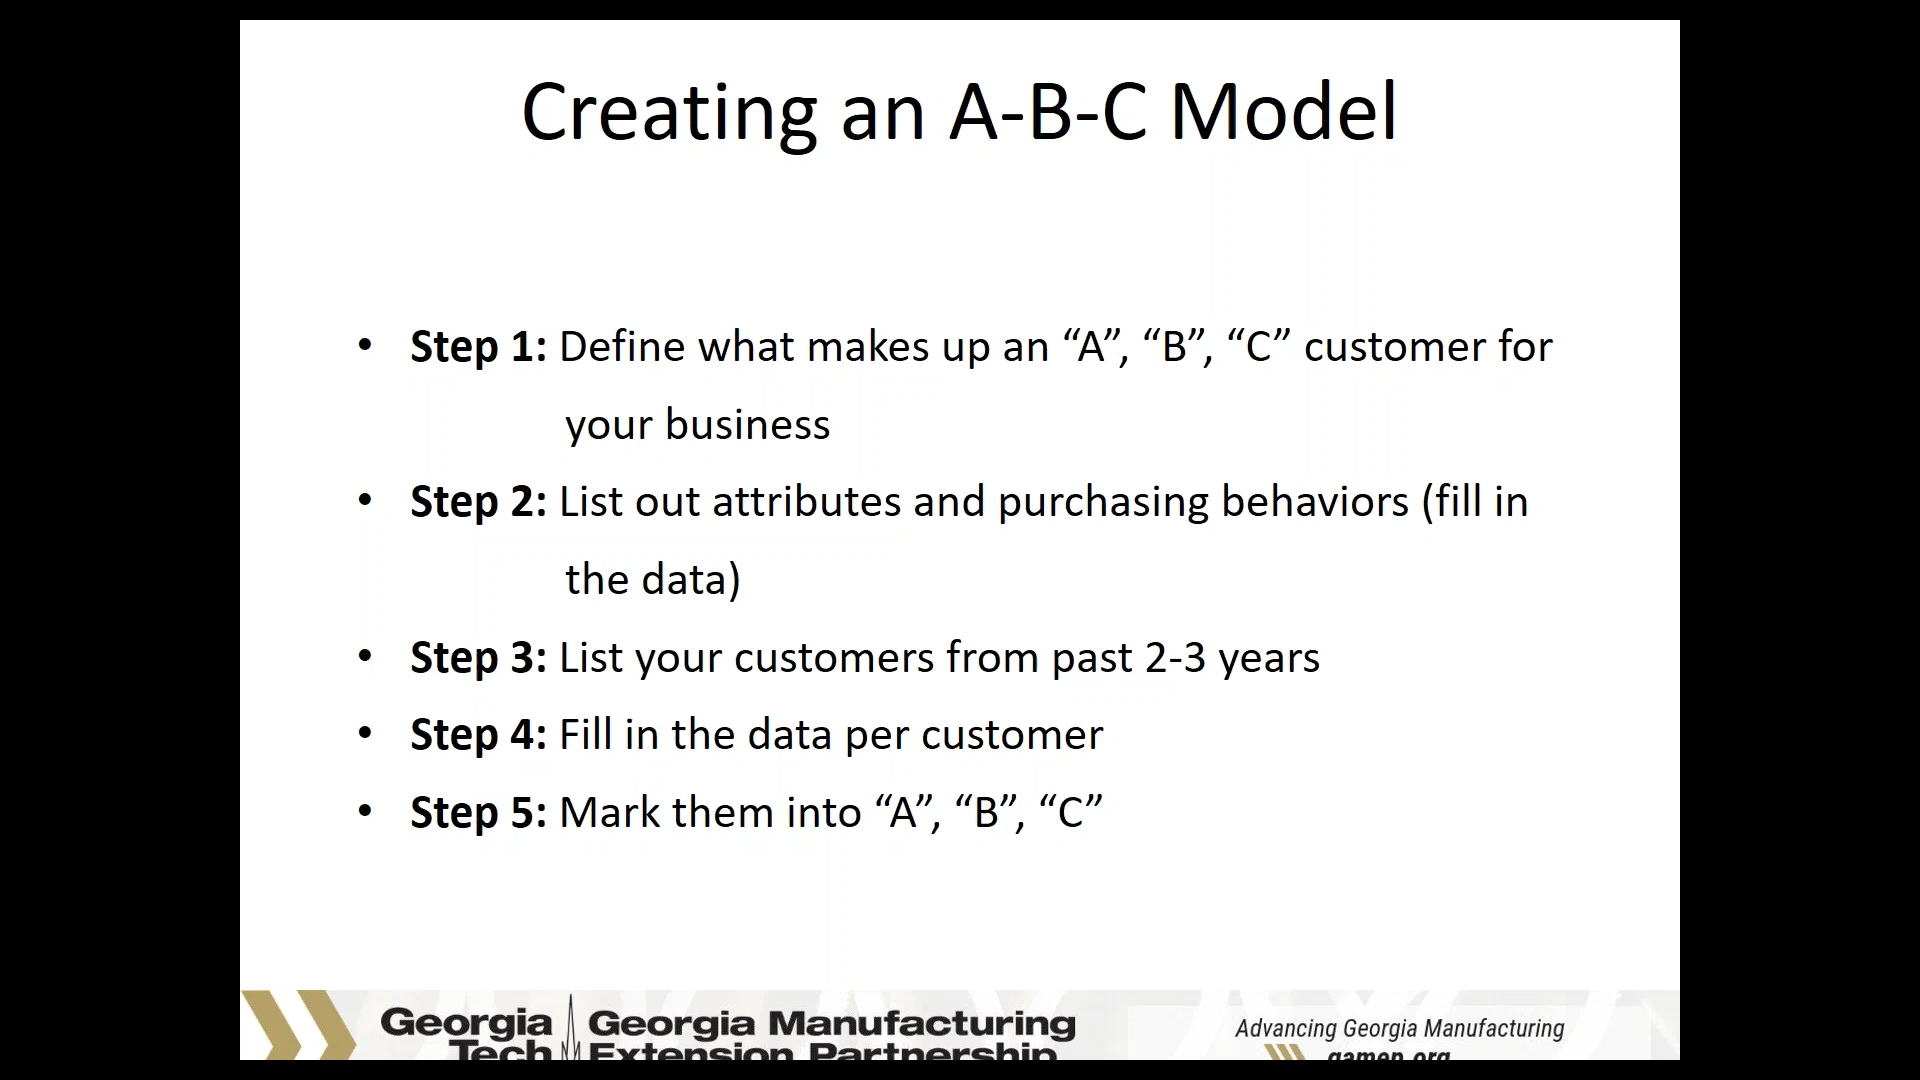 Creating an A-B-C Model
• Step 1: Define what makes up an “A”, “B”, “C” customer for
your business
• Step 2: List out attributes and purchasing behaviors (fill in
the data)
• Step 3: List your customers from past 2-3 years
• Step 4: Fill in the data per customer
• Step 5: Mark them into “A”, “B”, “C”
Georgia
Tech
Georgia Manufacturing
Extension Partnership
Advancing Georgia Manufacturing
gamep.org